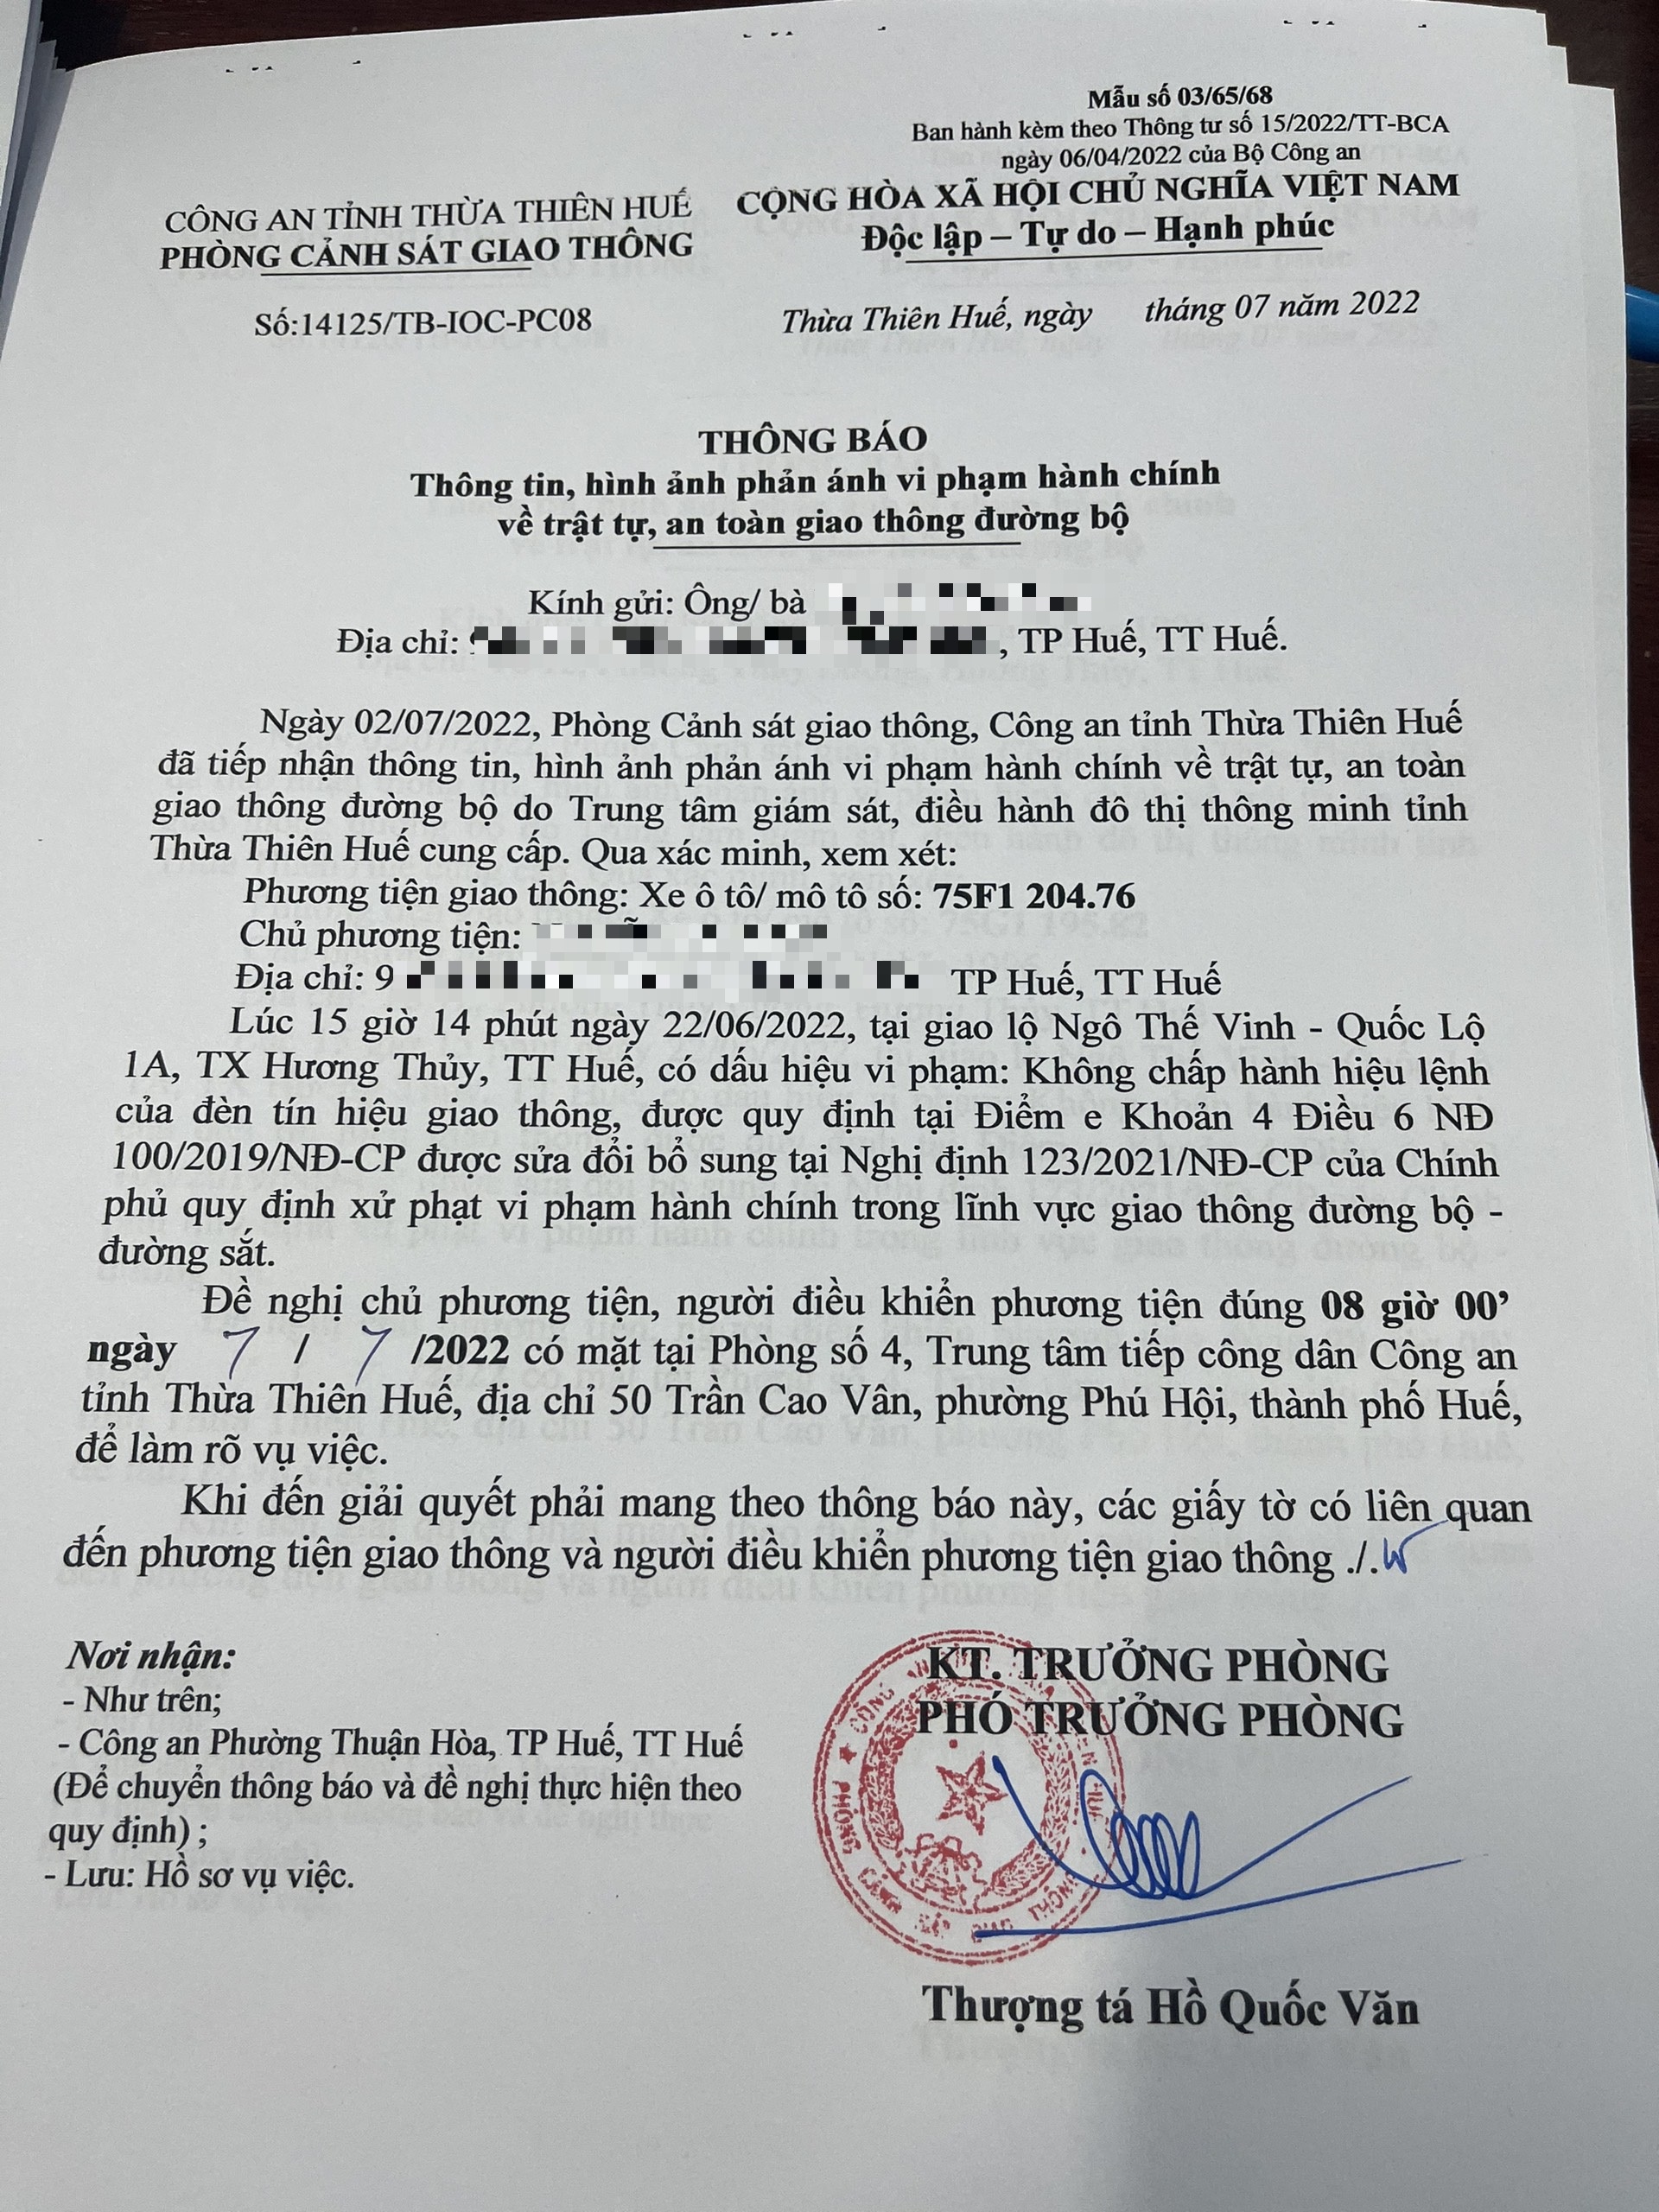 Mẫu số 03/65/68
Ban hành kèm theo Thông tư số 15/2022/TT-BCA
ngày 06/04/2022 của Bộ Công an
CÔNG AN TỈNH THỪA THIÊN HUẾ
PHÒNG CẢNH SÁT GIAO THÔNG
CỘNG HÒA XÃ HỘI CHỦ NGHĨA VIỆT NAM
Độc lập – Tự do – Hạnh phúc
Số:14125/TB-IOC-PC08
Thừa Thiên Huế, ngày tháng 07 năm 2022
THÔNG BÁO
Thông tin, hình ảnh phản ánh vi phạm hành chính
về trật tự, an toàn giao thông đường bộ
Kính gửi: Ông/ bà
Địa chỉ: , TP Huế, TT Huế.
Ngày 02/07/2022, Phòng Cảnh sát giao thông, Công an tỉnh Thừa Thiên Huế
đã tiếp nhận thông tin, hình ảnh phản ánh vi phạm hành chính về trật tự, an toàn
giao thông đường bộ do Trung tâm giám sát, điều hành đô thị thông minh tỉnh
Thừa Thiên Huế cung cấp. Qua xác minh, xem xét:
Phương tiện giao thông: Xe ô tô/ mô tô số: 75F1 204.76
Chủ phương tiện:
Địa chỉ: 9 TP Huế, TT Huế
Lúc 15 giờ 14 phút ngày 22/06/2022, tại giao lộ Ngô Thế Vinh - Quốc Lộ
1A, TX Hương Thủy, TT Huế, có dấu hiệu vi phạm: Không chấp hành hiệu lệnh
của đèn tín hiệu giao thông, được quy định tại Điểm e Khoản 4 Điều 6 NĐ
100/2019/NĐ-CP được sửa đổi bổ sung tại Nghị định 123/2021/NĐ-CP của Chính
phủ quy định xử phạt vi phạm hành chính trong lĩnh vực giao thông đường bộ -
đường sắt.
Đề nghị chủ phương tiện, người điều khiển phương tiện đúng 08 giờ 00’
ngày 7 / 7 /2022 có mặt tại Phòng số 4, Trung tâm tiếp công dân Công an
tỉnh Thừa Thiên Huế, địa chỉ 50 Trần Cao Vân, phường Phú Hội, thành phố Huế,
để làm rõ vụ việc.
Khi đến giải quyết phải mang theo thông báo này, các giấy tờ có liên quan
đến phương tiện giao thông và người điều khiển phương tiện giao thông ./.
Nơi nhận:
- Như trên;
- Công an Phường Thuận Hòa, TP Huế, TT Huế
(Để chuyển thông báo và đề nghị thực hiện theo
quy định) ;
- Lưu: Hồ sơ vụ việc.
KT. TRƯỞNG PHÒNG
PHÓ TRƯỞNG PHÒNG
PHÒNG CẢNH SÁT GIAO THÔNG
Thượng tá Hồ Quốc Văn